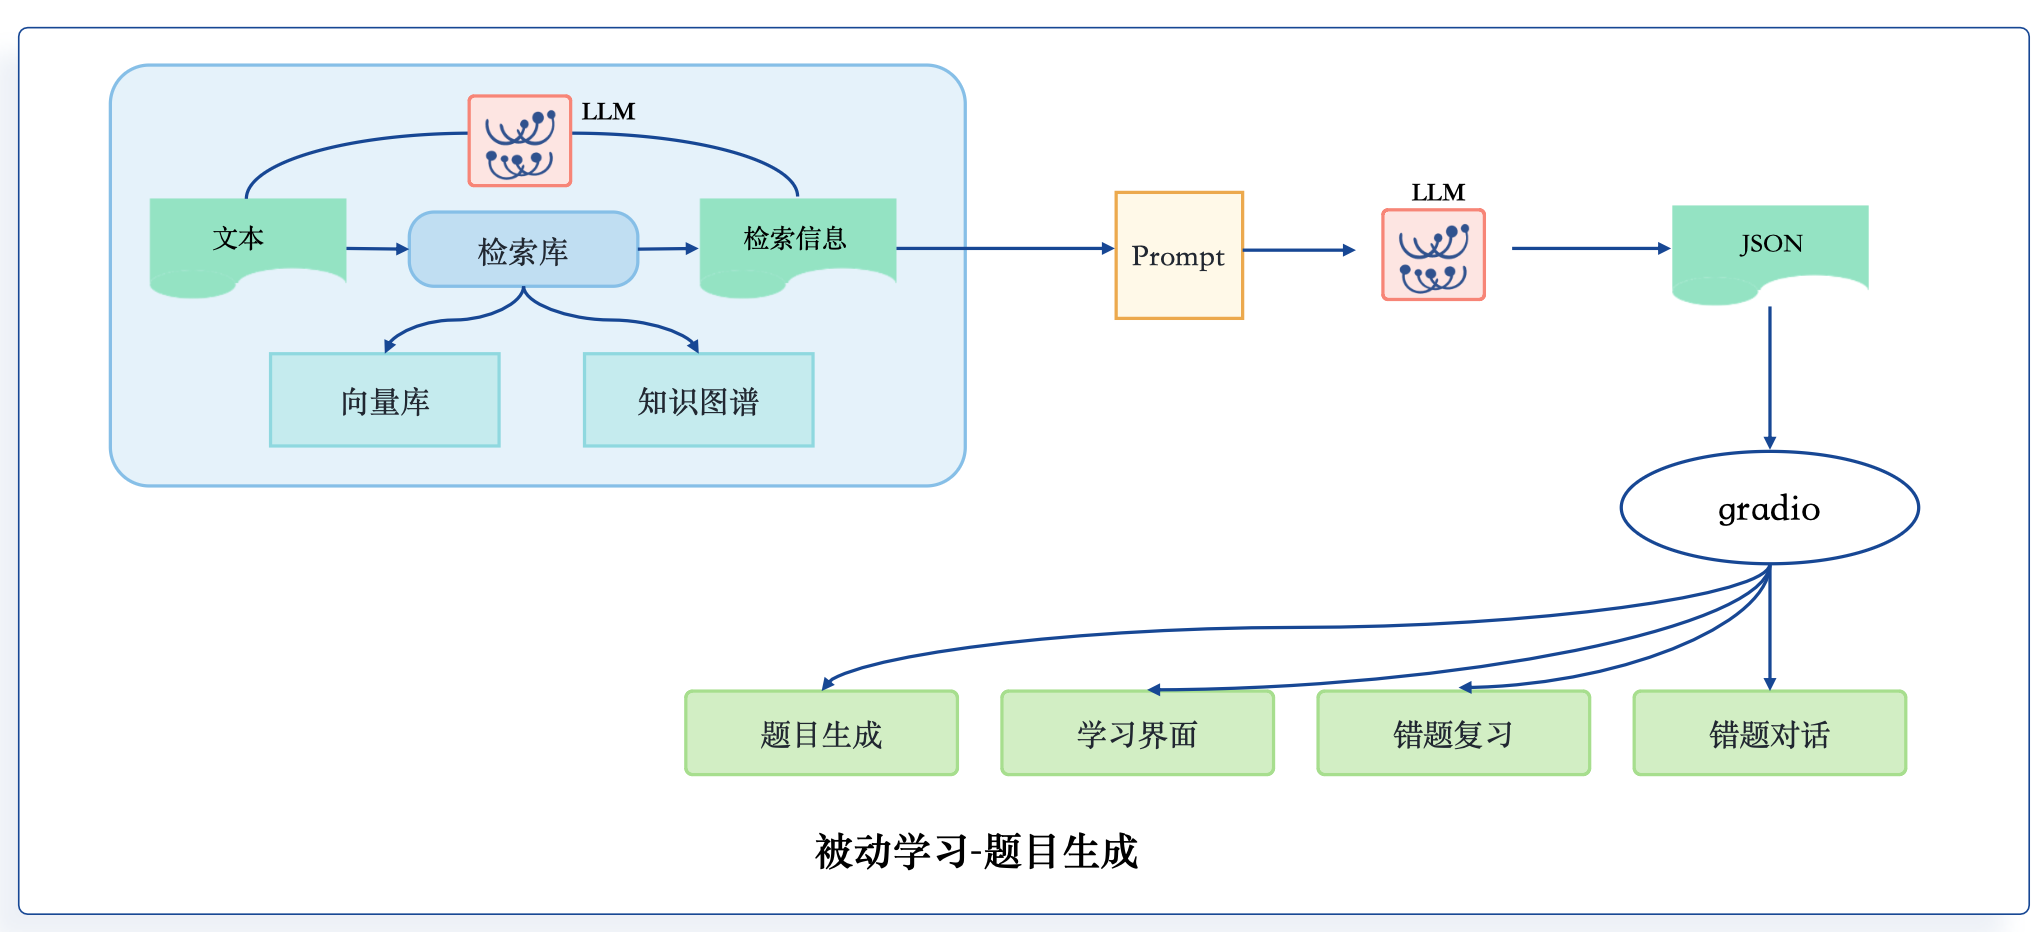 LLM
文本
检索库
检索信息
向量库
知识图谱
Prompt
LLM
JSON
gradio
题目生成
学习界面
错题复习
错题对话
被动学习-题目生成